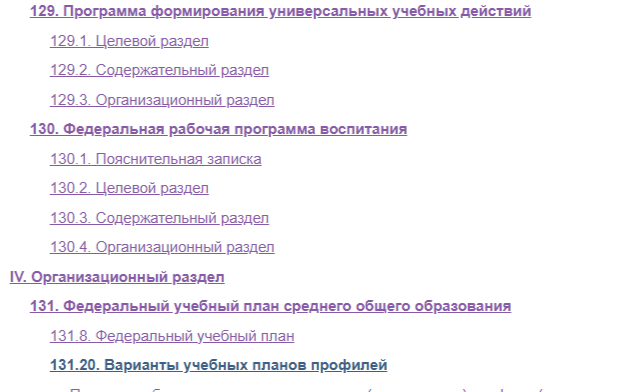 129. Программа формирования универсальных учебных действий
129.1. Целевой раздел
129.2. Содержательный раздел
129.3. Организационный раздел
130. Федеральная рабочая программа воспитания
130.1. Пояснительная записка
130.2. Целевой раздел
130.3. Содержательный раздел
130.4. Организационный раздел
IV. Организационный раздел
131. Федеральный учебный план среднего общего образования
131.8. Федеральный учебный план
131.20. Варианты учебных планов профилей